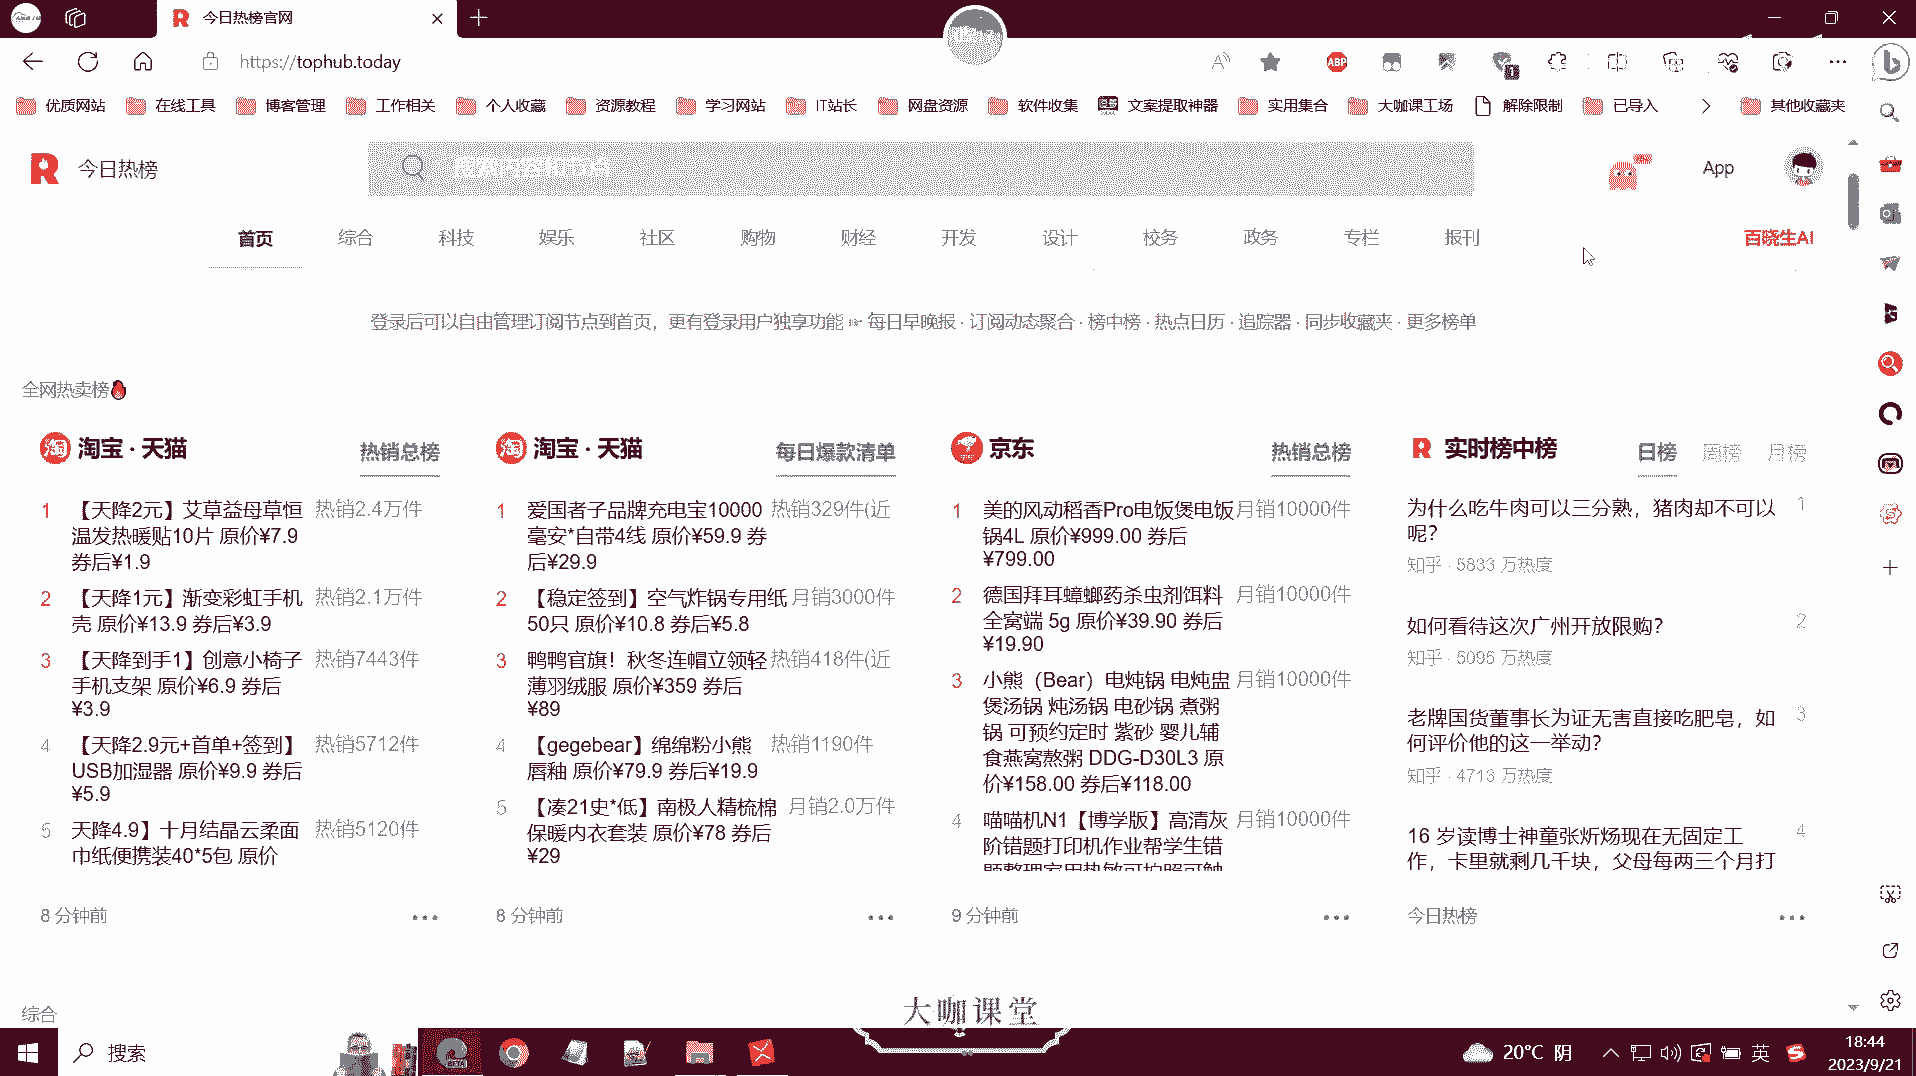 今日热榜官网
https://tophub.today
优质网站 在线工具 博客管理 工作相关 个人收藏 资源教程 学习网站 IT站长 网盘资源 软件收集 文案提取神器 实用集合 大咖课工场 解除限制 已导入 其他收藏夹
今日热榜
搜索内容和节点
App
首页 综合 科技 娱乐 社区 购物 财经 开发 设计 校务 政务 专栏 报刊 百晓生AI
登录后可以自由管理订阅节点到首页，更有登录用户独享功能 ☞ 每日早晚报 · 订阅动态聚合 · 榜中榜 · 热点日历 · 追踪器 · 同步收藏夹 · 更多榜单
全网热卖榜
淘宝 · 天猫 热销总榜
1 【天降2元】艾草益母草恒 热销2.4万件
温发热暖贴10片 原价¥7.9
券后¥1.9
2 【天降1元】渐变彩虹手机 热销2.1万件
壳 原价¥13.9 券后¥3.9
3 【天降到手1】创意小椅子 热销7443件
手机支架 原价¥6.9 券后
¥3.9
4 【天降2.9元+首单+签到】 热销5712件
USB加湿器 原价¥9.9 券后
¥5.9
5 天降4.9】十月结晶云柔面 热销5120件
巾纸便携装40*5包 原价
8 分钟前
淘宝 · 天猫 每日爆款清单
1 爱国者子品牌充电宝10000 热销329件(近
毫安*自带4线 原价¥59.9 券
后¥29.9
2 【稳定签到】空气炸锅专用纸 月销3000件
50只 原价¥10.8 券后¥5.8
3 鸭鸭官旗！秋冬连帽立领轻 热销418件(近
薄羽绒服 原价¥359 券后
¥89
4 【gegebear】绵绵粉小熊 热销1190件
唇釉 原价¥79.9 券后¥19.9
5 【凑21史*低】南极人精梳棉 月销2.0万件
保暖内衣套装 原价¥78 券后
¥29
8 分钟前
京东 热销总榜
1 美的风动稻香Pro电饭煲电饭 月销10000件
锅4L 原价¥999.00 券后
¥799.00
2 德国拜耳蟑螂药杀虫剂饵料 月销10000件
全窝端 5g 原价¥39.90 券后
¥19.90
3 小熊（Bear）电炖锅 电炖盅 月销10000件
煲汤锅 炖汤锅 电砂锅 煮粥
锅 可预约定时 紫砂 婴儿辅
食燕窝熬粥 DDG-D30L3 原
价¥158.00 券后¥118.00
4 喵喵机N1【博学版】高清灰 月销10000件
阶错题打印机作业帮学生错
9 分钟前
实时榜中榜 日榜 周榜 月榜
为什么吃牛肉可以三分熟，猪肉却不可以 1
呢？
知乎 · 5833 万热度
如何看待这次广州开放限购？ 2
知乎 · 5096 万热度
老牌国货董事长为证无害直接吃肥皂，如 3
何评价他的这一举动？
知乎 · 4713 万热度
16 岁读博士神童张炘炀现在无固定工 4
作，卡里就剩几千块，父母每两三个月打
今日热榜
综合
大咖课堂
搜索
20°C 阴
英
18:44
2023/9/21